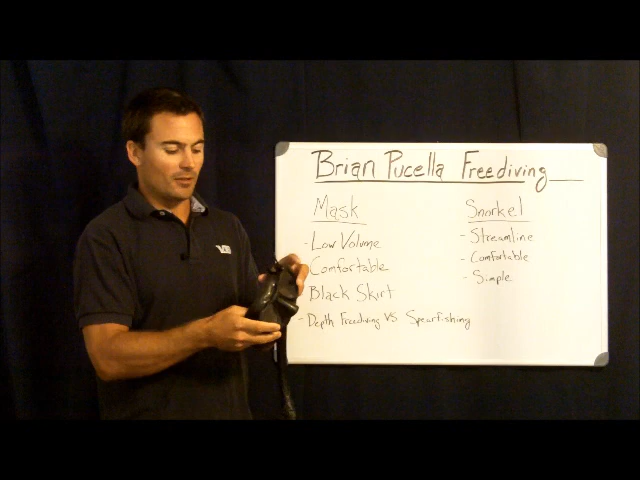 Brian Pucella Freediving
Mask
- Low Volume
- Comfortable
Black Skirt
- Depth Freediving VS Spearfishing
Snorkel
- Streamline
- Comfortable
- Simple